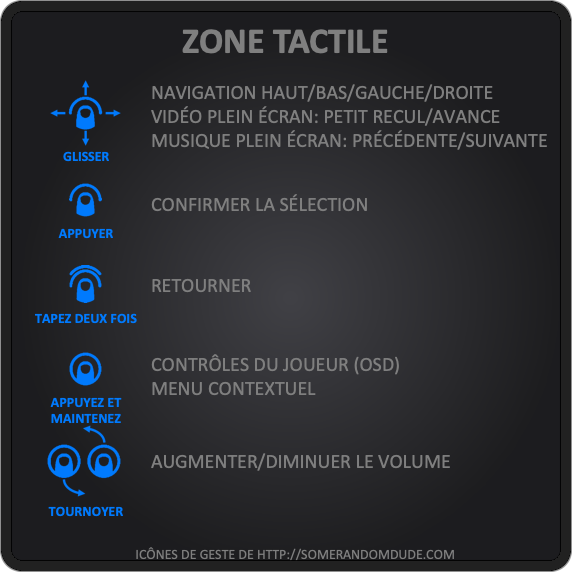 ZONE TACTILE
NAVIGATION HAUT/BAS/GAUCHE/DROITE
VIDÉO PLEIN ÉCRAN: PETIT RECUL/AVANCE
MUSIQUE PLEIN ÉCRAN: PRÉCÉDENTE/SUIVANTE
GLISSER
CONFIRMER LA SÉLECTION
APPUYER
RETOURNER
TAPEZ DEUX FOIS
CONTRÔLES DU JOUEUR (OSD)
MENU CONTEXTUEL
APPUYEZ ET
MAINTENEZ
AUGMENTER/DIMINUER LE VOLUME
TOURNOYER
ICÔNES DE GESTE DE HTTP://SOMERANDOMDUDE.COM